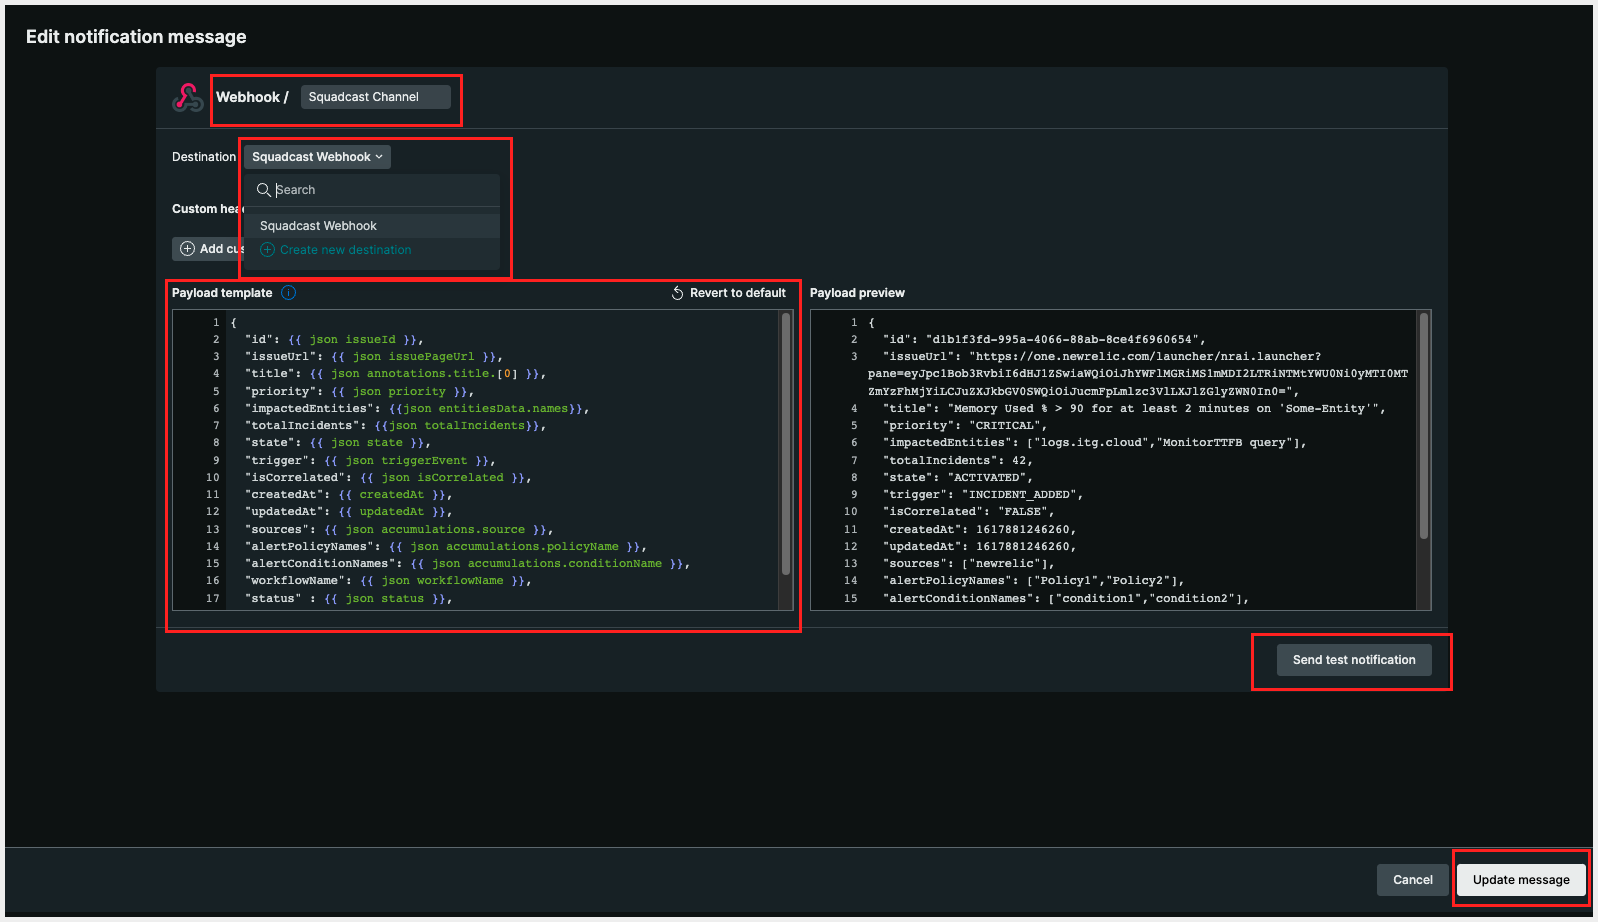 Edit notification message
Webhook / Squadcast Channel
Destination Squadcast Webhook
Search
Custom hea
Squadcast Webhook
Add cus
Create new destination
Payload template
Revert to default
1 {
2 "id": {{ json issueId }},
3 "issueUrl": {{ json issuePageUrl }},
4 "title": {{ json annotations.title.[0] }},
5 "priority": {{ json priority }},
6 "impactedEntities": {{json entitiesData.names}},
7 "totalIncidents": {{json totalIncidents}},
8 "state": {{ json state }},
9 "trigger": {{ json triggerEvent }},
10 "isCorrelated": {{ json isCorrelated }},
11 "createdAt": {{ createdAt }},
12 "updatedAt": {{ updatedAt }},
13 "sources": {{ json accumulations.source }},
14 "alertPolicyNames": {{ json accumulations.policyName }},
15 "alertConditionNames": {{ json accumulations.conditionName }},
16 "workflowName": {{ json workflowName }},
17 "status" : {{ json status }},
Payload preview
1 {
2 "id": "d1b1f3fd-995a-4066-88ab-8ce4f6960654",
3 "issueUrl": "https://one.newrelic.com/launcher/nrai.launcher?
4 "title": "Memory Used % > 90 for at least 2 minutes on 'Some-Entity'",
5 "priority": "CRITICAL",
6 "impactedEntities": ["logs.itg.cloud","MonitorTTFB query"],
7 "totalIncidents": 42,
8 "state": "ACTIVATED",
9 "trigger": "INCIDENT_ADDED",
10 "isCorrelated": "FALSE",
11 "createdAt": 1617881246260,
12 "updatedAt": 1617881246260,
13 "sources": ["newrelic"],
14 "alertPolicyNames": ["Policy1","Policy2"],
15 "alertConditionNames": ["condition1","condition2"],
Send test notification
Cancel
Update message